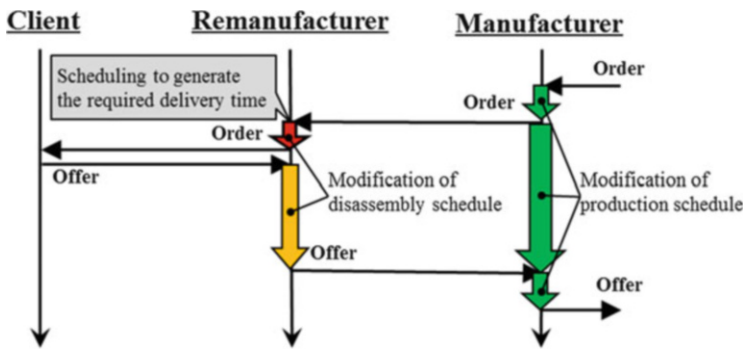 Client
Remanufacturer
Manufacturer
Scheduling to generate
the required delivery time
Order
Order
Order
Offer
Modification of
disassembly schedule
Modification of
production schedule
Offer
Offer